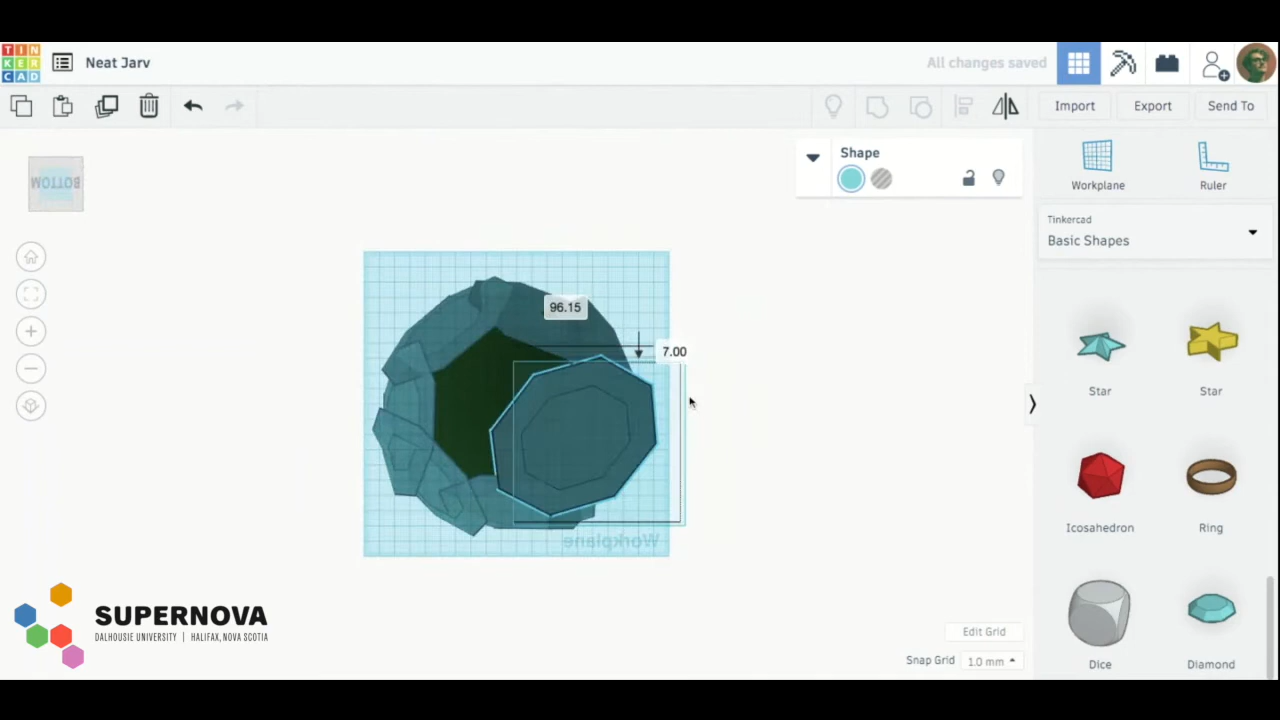 TIN
KER
CAD
Neat Jarv
All changes saved
Import
Export
Send To
Shape
BOTTOM
Workplane
Ruler
Tinkercad
Basic Shapes
96.15
7.00
Star
Star
Icosahedron
Ring
Workplane
SUPERNOVA
DALHOUSIE UNIVERSITY | HALIFAX, NOVA SCOTIA
Edit Grid
Snap Grid 1.0 mm
Dice
Diamond